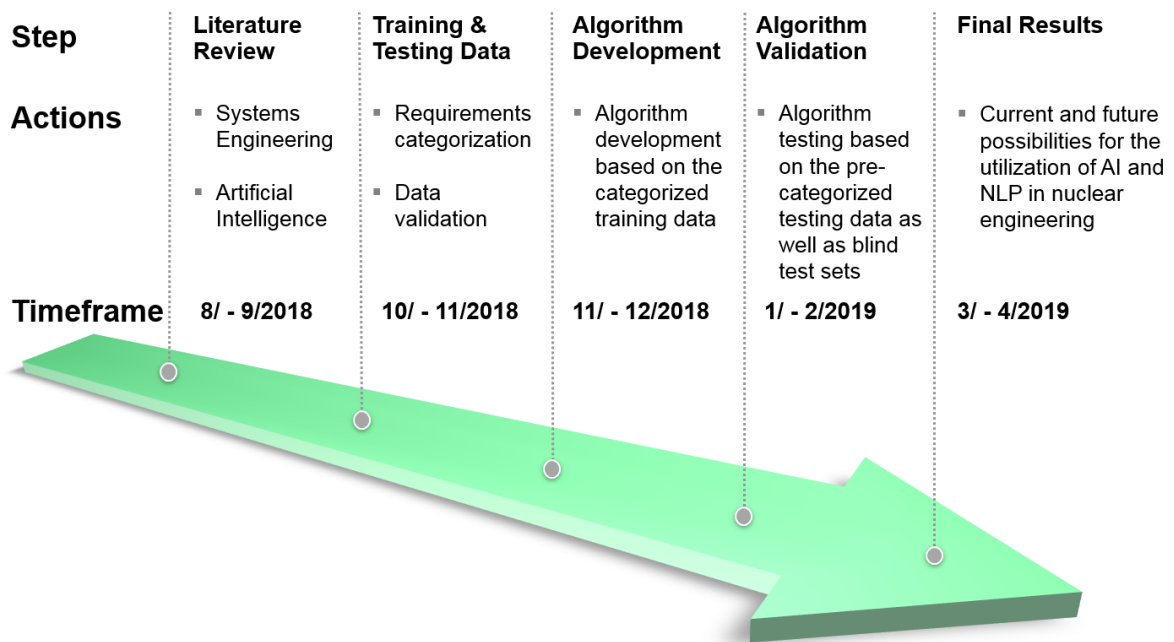 Step
Literature
Review
Training &
Testing Data
Algorithm
Development
Algorithm
Validation
Final Results
Actions
▪ Systems
Engineering
▪ Artificial
Intelligence
▪ Requirements
categorization
▪ Data
validation
▪ Algorithm
development
based on the
categorized
training data
▪ Algorithm
testing based
on the pre-
categorized
testing data as
well as blind
test sets
▪ Current and future
possibilities for the
utilization of AI and
NLP in nuclear
engineering
Timeframe
8/ - 9/2018
10/ - 11/2018
11/ - 12/2018
1/ - 2/2019
3/ - 4/2019